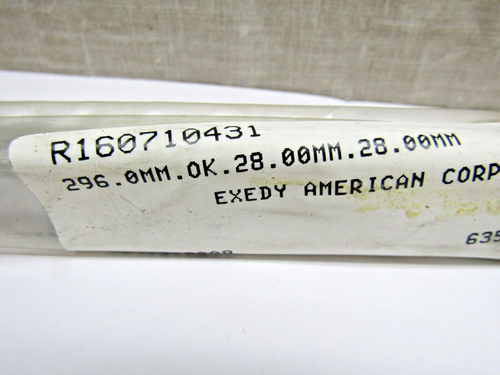 R160710431
296.0MM.OK.28.00MM.28.00MM
EXEDY AMERICAN CORP
635